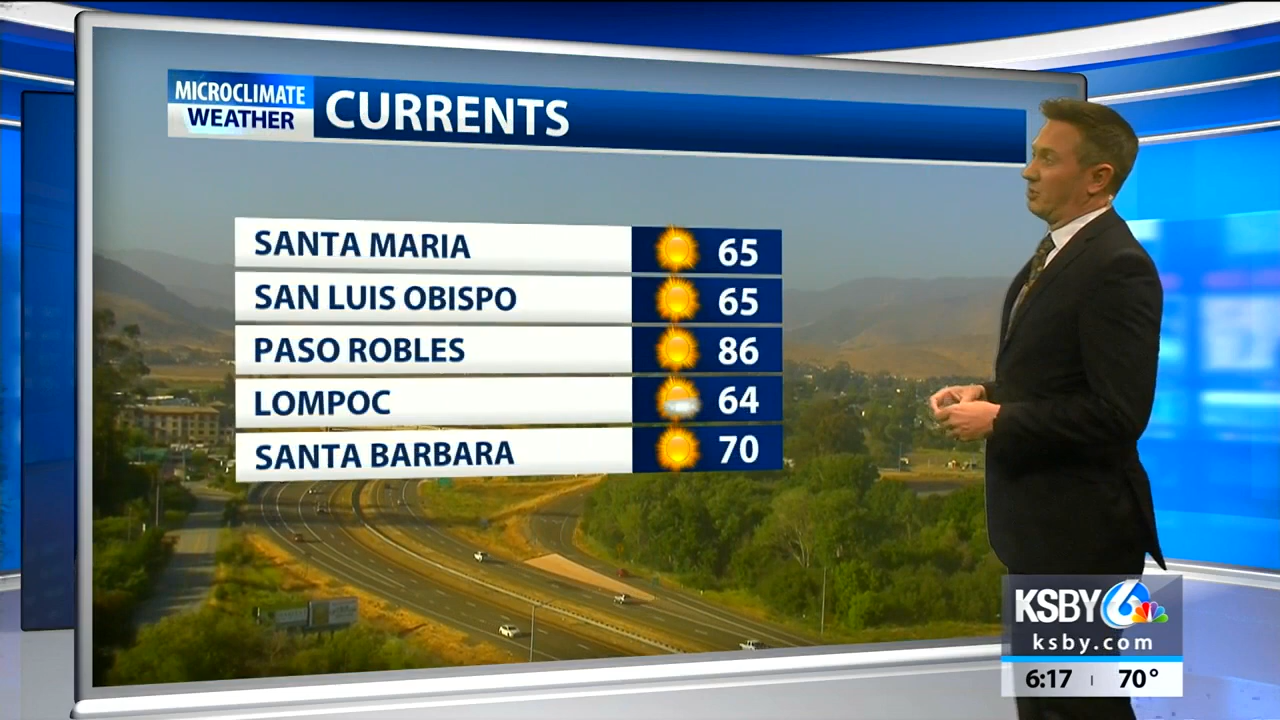 MICROCLIMATE
WEATHER
CURRENTS
SANTA MARIA 65
SAN LUIS OBISPO 65
PASO ROBLES 86
LOMPOC 64
SANTA BARBARA 70
KSBY 6
ksby.com
6:17 | 70°